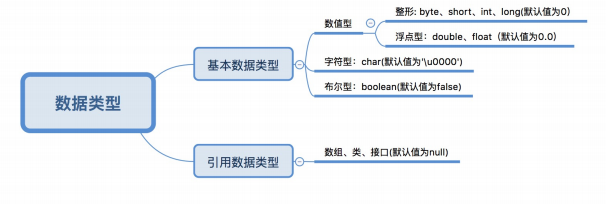 数据类型
基本数据类型
数值型
整形: byte、short、int、long(默认值为0）
浮点型：double、float（默认值为0.0)
字符型：char(默认值为'\u0000')
布尔型：boolean(默认值为false)
引用数据类型
数组、类、接口(默认值为null)